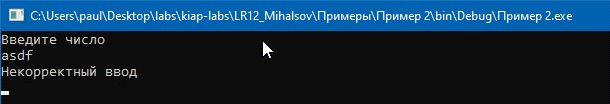 C:\Users\paul\Desktop\labs\kiap-labs\LR12_Mihalsov\Примеры\Пример 2\bin\Debug\Пример 2.exe
Введите число
asdf
Некорректный ввод